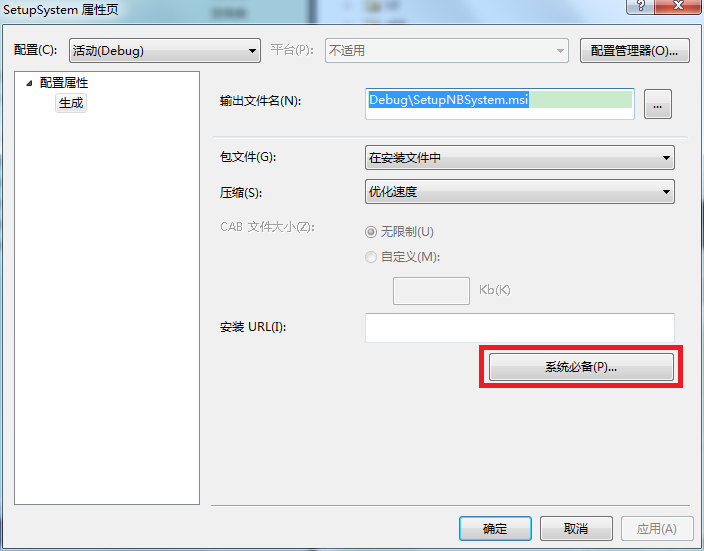 SetupSystem 属性页
配置(C): 活动(Debug) 平台(P): 不适用 配置管理器(O)...
配置属性
生成
输出文件名(N): Debug\SetupNBSystem.msi ...
包文件(G): 在安装文件中
压缩(S): 优化速度
CAB 文件大小(Z): 无限制(U)
自定义(M):
Kb(K)
安装 URL(I):
系统必备(P)...
确定 取消 应用(A)